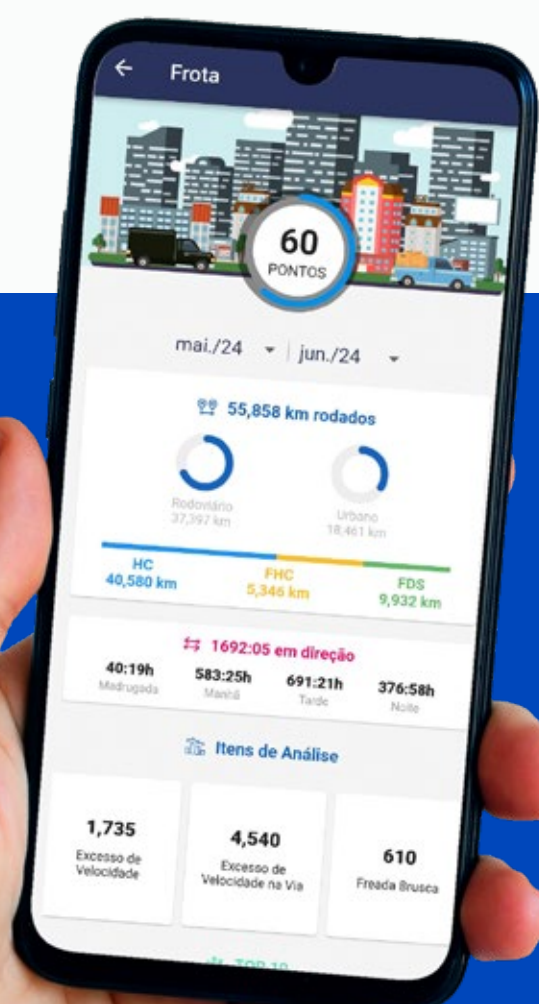 Frota
60
PONTOS
mai./24 jun./24
55,858 km rodados
Rodoviário Urbano
37,397 km 18,461 km
HC FHC FDS
40,580 km 5,346 km 9,932 km
1692:05 em direção
40:19h 583:25h 691:21h 376:58h
Madrugada Manhã Tarde Noite
Itens de Análise
1,735 4,540 610
Excesso de Velocidade Excesso de Velocidade na Via Freada Brusca
TOP 10